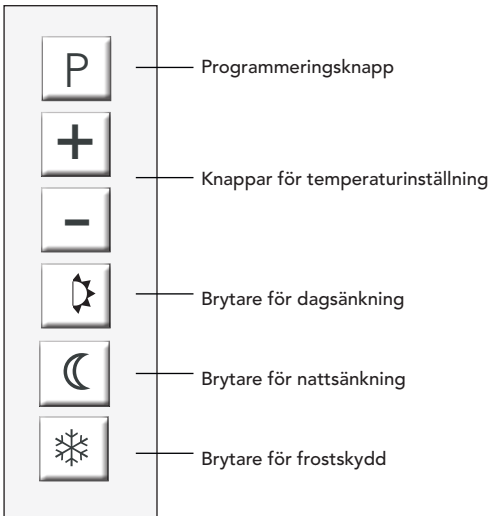 P
Programmeringsknapp
+
Knappar för temperaturinställning
-
Brytare för dagsänkning
Brytare för nattsänkning
Brytare för frostskydd